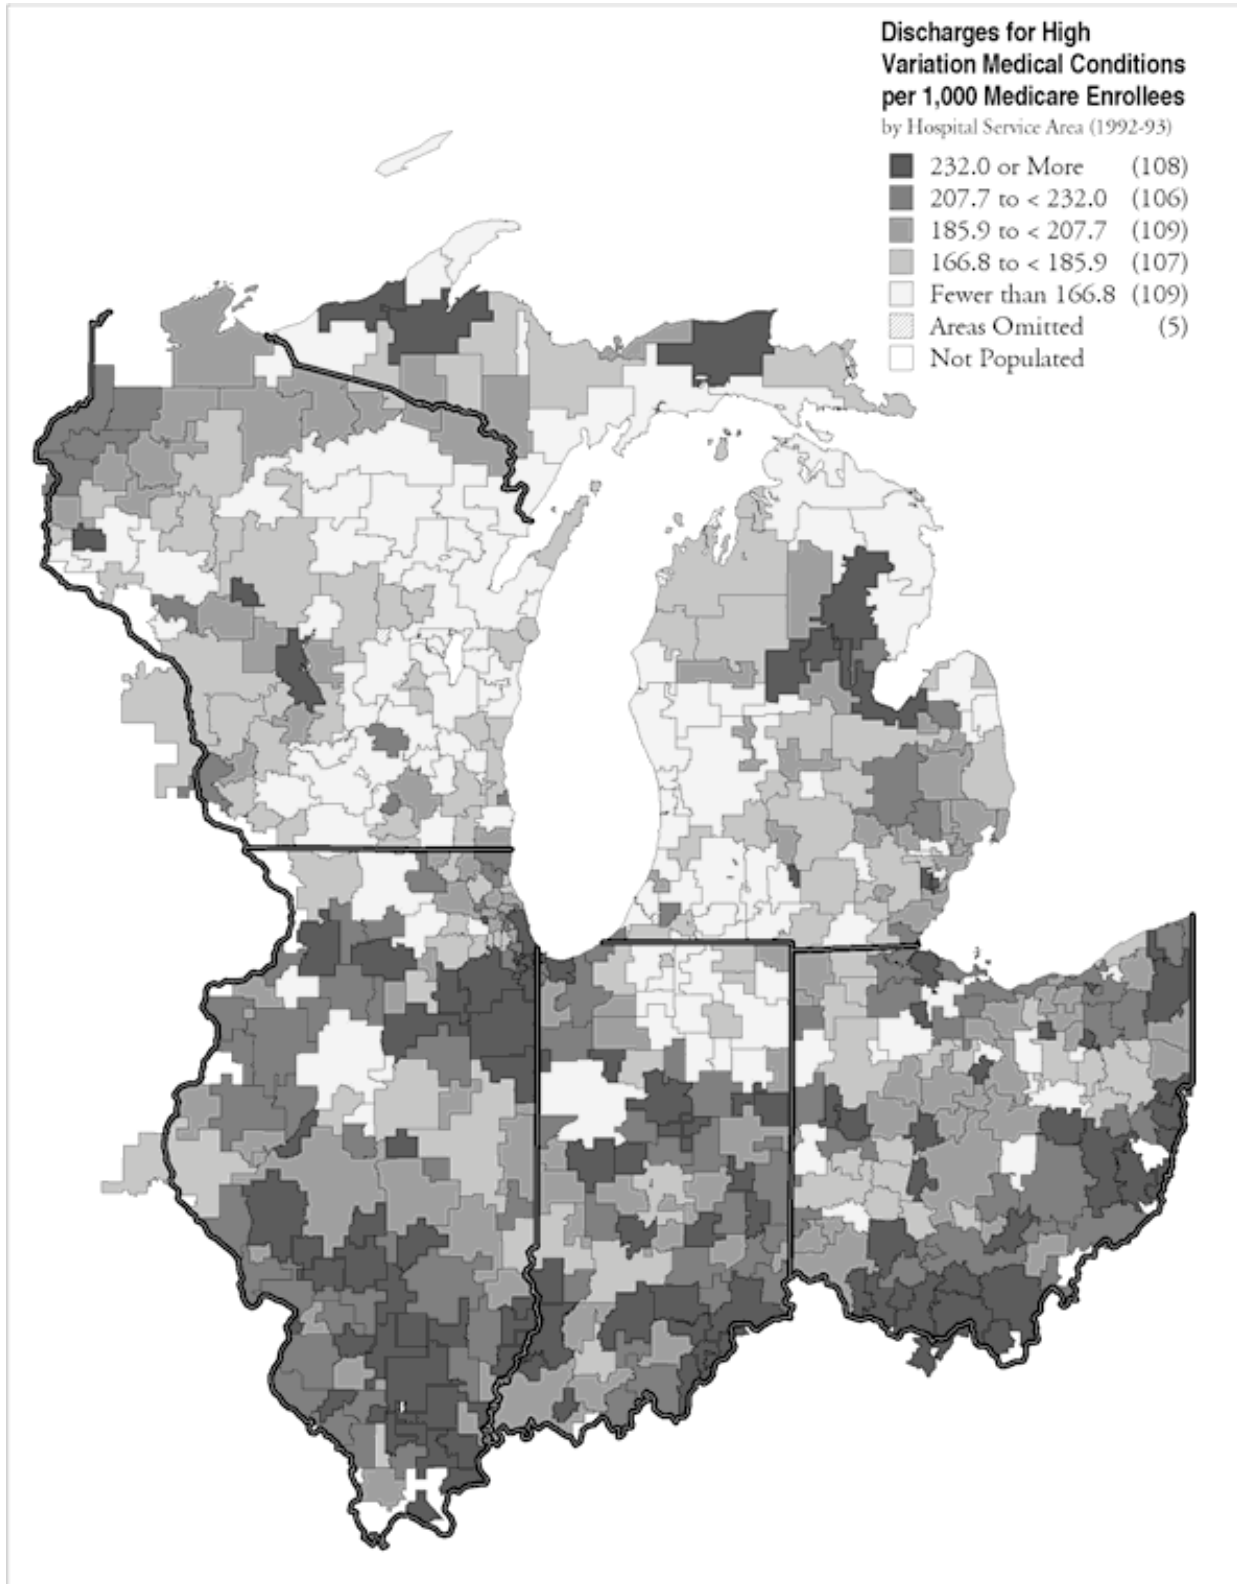 Discharges for High
Variation Medical Conditions
per 1,000 Medicare Enrollees
by Hospital Service Area (1992-93)
232.0 or More (108)
207.7 to < 232.0 (106)
185.9 to < 207.7 (109)
166.8 to < 185.9 (107)
Fewer than 166.8 (109)
Areas Omitted (5)
Not Populated